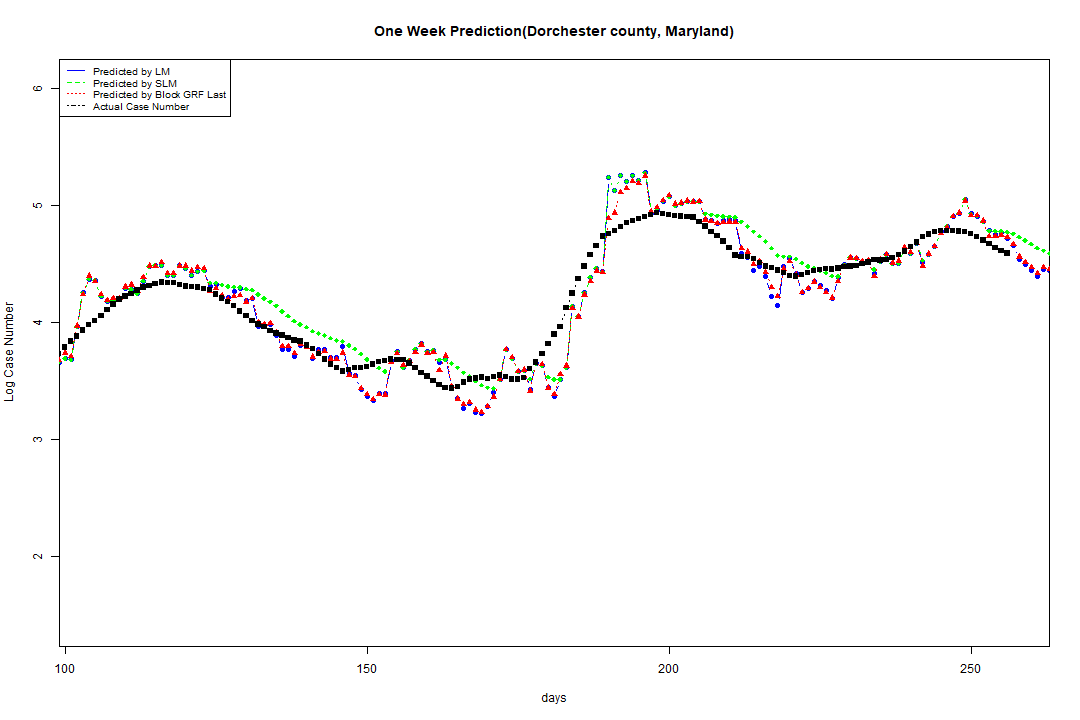 One Week Prediction(Dorchester county, Maryland)
Predicted by LM
Predicted by SLM
Predicted by Block GRF Last
Actual Case Number
6
5
4
3
2
Log Case Number
100 150 200 250
days